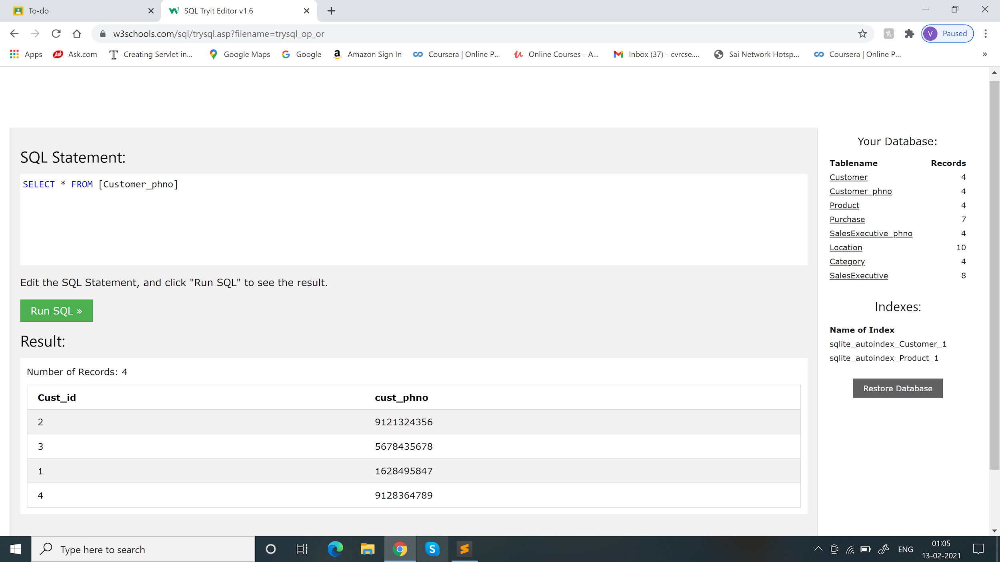 To-do
SQL Tryit Editor v1.6
w3schools.com/sql/trysql.asp?filename=trysql_op_or
V Paused
Apps
Ask Ask.com
Creating Servlet in...
Google Maps
Google
Amazon Sign In
Coursera | Online P...
Online Courses - A...
Inbox (37) - cvrcse....
Sai Network Hotsp...
Coursera | Online P...
»
SQL Statement:
SELECT * FROM [Customer_phno]
Edit the SQL Statement, and click "Run SQL" to see the result.
Run SQL »
Result:
Number of Records: 4
Cust_id cust_phno
2 9121324356
3 5678435678
1 1628495847
4 9128364789
Your Database:
Tablename Records
Customer 4
Customer_phno 4
Product 4
Purchase 7
SalesExecutive_phno 4
Location 10
Category 4
SalesExecutive 8
Indexes:
Name of Index
sqlite_autoindex_Customer_1
sqlite_autoindex_Product_1
Restore Database
Type here to search
ENG
01:05
13-02-2021